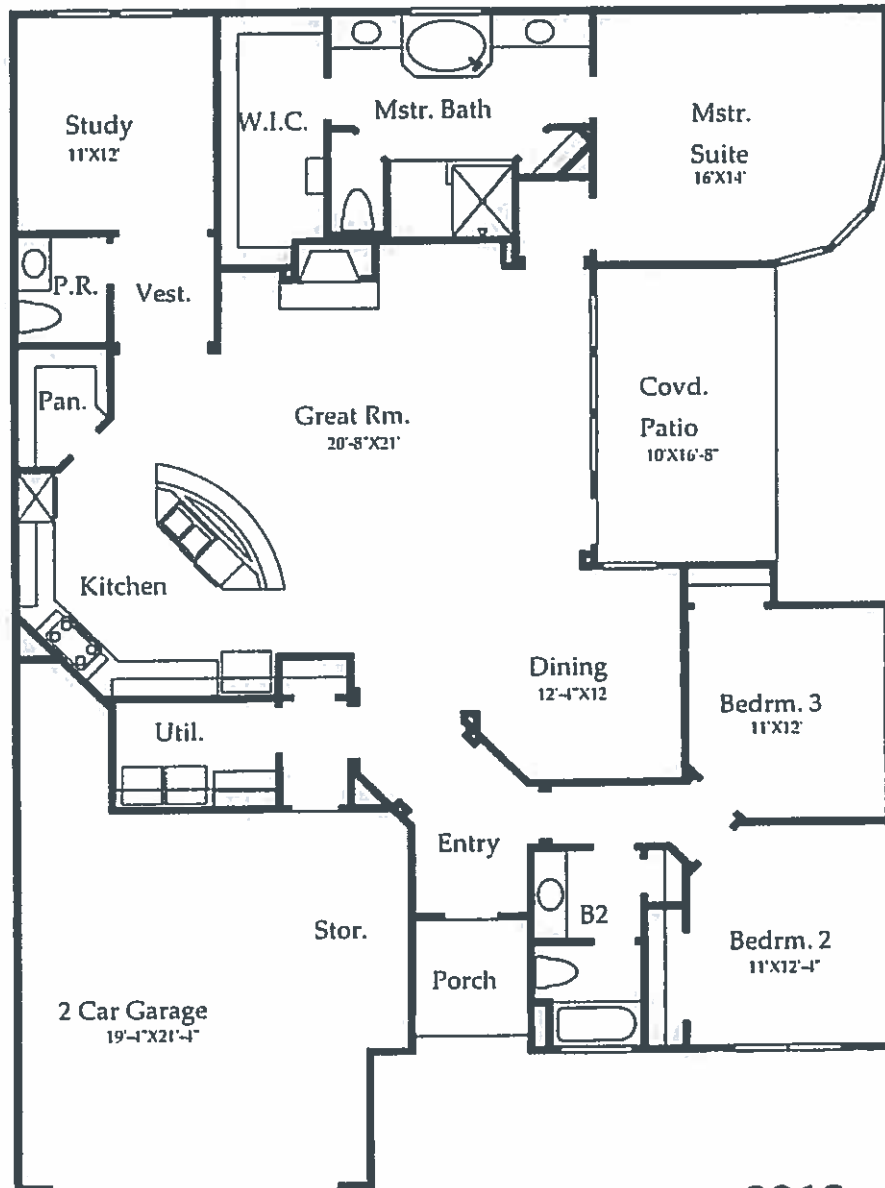 Study
11'X12'
W.I.C.
Mstr. Bath
Mstr.
Suite
16'X14'
P.R.
Vest.
Pan.
Great Rm.
20'-8"X21'
Covd.
Patio
10'X16'-8"
Kitchen
Dining
12'-4"X12
Bedrm. 3
11'X12'
Util.
Entry
B2
Stor.
Bedrm. 2
11'X12'-4"
Porch
2 Car Garage
19'-4"X21'-4"